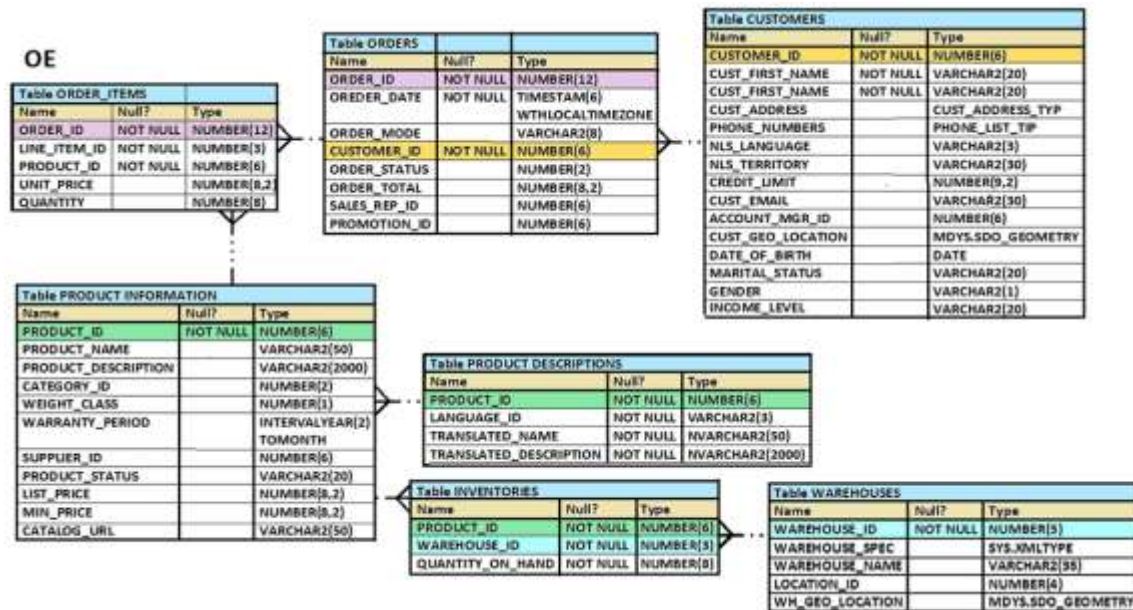 OE
Table ORDER_ITEMS
Name Null? Type
ORDER_ID NOT NULL NUMBER(12)
LINE_ITEM_ID NOT NULL NUMBER(3)
PRODUCT_ID NOT NULL NUMBER(6)
UNIT_PRICE NUMBER(8,2)
QUANTITY NUMBER(8)
Table ORDERS
Name Null? Type
ORDER_ID NOT NULL NUMBER(12)
OREDER_DATE NOT NULL TIMESTAM(6)
WTHLOCALTIMEZONE
ORDER_MODE VARCHAR2(8)
CUSTOMER_ID NOT NULL NUMBER(6)
ORDER_STATUS NUMBER(2)
ORDER_TOTAL NUMBER(8,2)
SALES_REP_ID NUMBER(6)
PROMOTION_ID NUMBER(6)
Table CUSTOMERS
Name Null? Type
CUSTOMER_ID NOT NULL NUMBER(6)
CUST_FIRST_NAME NOT NULL VARCHAR2(20)
CUST_FIRST_NAME NOT NULL VARCHAR2(20)
CUST_ADDRESS CUST_ADDRESS_TYP
PHONE_NUMBERS PHONE_LIST_TIP
NLS_LANGUAGE VARCHAR2(3)
NLS_TERRITORY VARCHAR2(30)
CREDIT_LIMIT NUMBER(9,2)
CUST_EMAIL VARCHAR2(30)
ACCOUNT_MGR_ID NUMBER(6)
CUST_GEO_LOCATION MDYS.SDO_GEOMETRY
DATE_OF_BIRTH DATE
MARITAL_STATUS VARCHAR2(20)
GENDER VARCHAR2(1)
INCOME_LEVEL VARCHAR2(20)
Table PRODUCT INFORMATION
Name Null? Type
PRODUCT_ID NOT NULL NUMBER(6)
PRODUCT_NAME VARCHAR2(50)
PRODUCT_DESCRIPTION VARCHAR2(2000)
CATEGORY_ID NUMBER(2)
WEIGHT_CLASS NUMBER(1)
WARRANTY_PERIOD INTERVALYEAR(2)
TOMONTH
SUPPLIER_ID NUMBER(6)
PRODUCT_STATUS VARCHAR2(20)
LIST_PRICE NUMBER(8,2)
MIN_PRICE NUMBER(8,2)
CATALOG_URL VARCHAR2(50)
Table PRODUCT DESCRIPTIONS
Name Null? Type
PRODUCT_ID NOT NULL NUMBER(6)
LANGUAGE_ID NOT NULL VARCHAR2(3)
TRANSLATED_NAME NOT NULL NVARCHAR2(50)
TRANSLATED_DESCRIPTION NOT NULL NVARCHAR2(2000)
Table INVENTORIES
Name Null? Type
PRODUCT_ID NOT NULL NUMBER(6)
WAREHOUSE_ID NOT NULL NUMBER(3)
QUANTITY_ON_HAND NOT NULL NUMBER(8)
Table WAREHOUSES
Name Null? Type
WAREHOUSE_ID NOT NULL NUMBER(3)
WAREHOUSE_SPEC SYS.XMLTYPE
WAREHOUSE_NAME VARCHAR2(35)
LOCATION_ID NUMBER(4)
WH_GEO_LOCATION MDYS.SDO_GEOMETRY